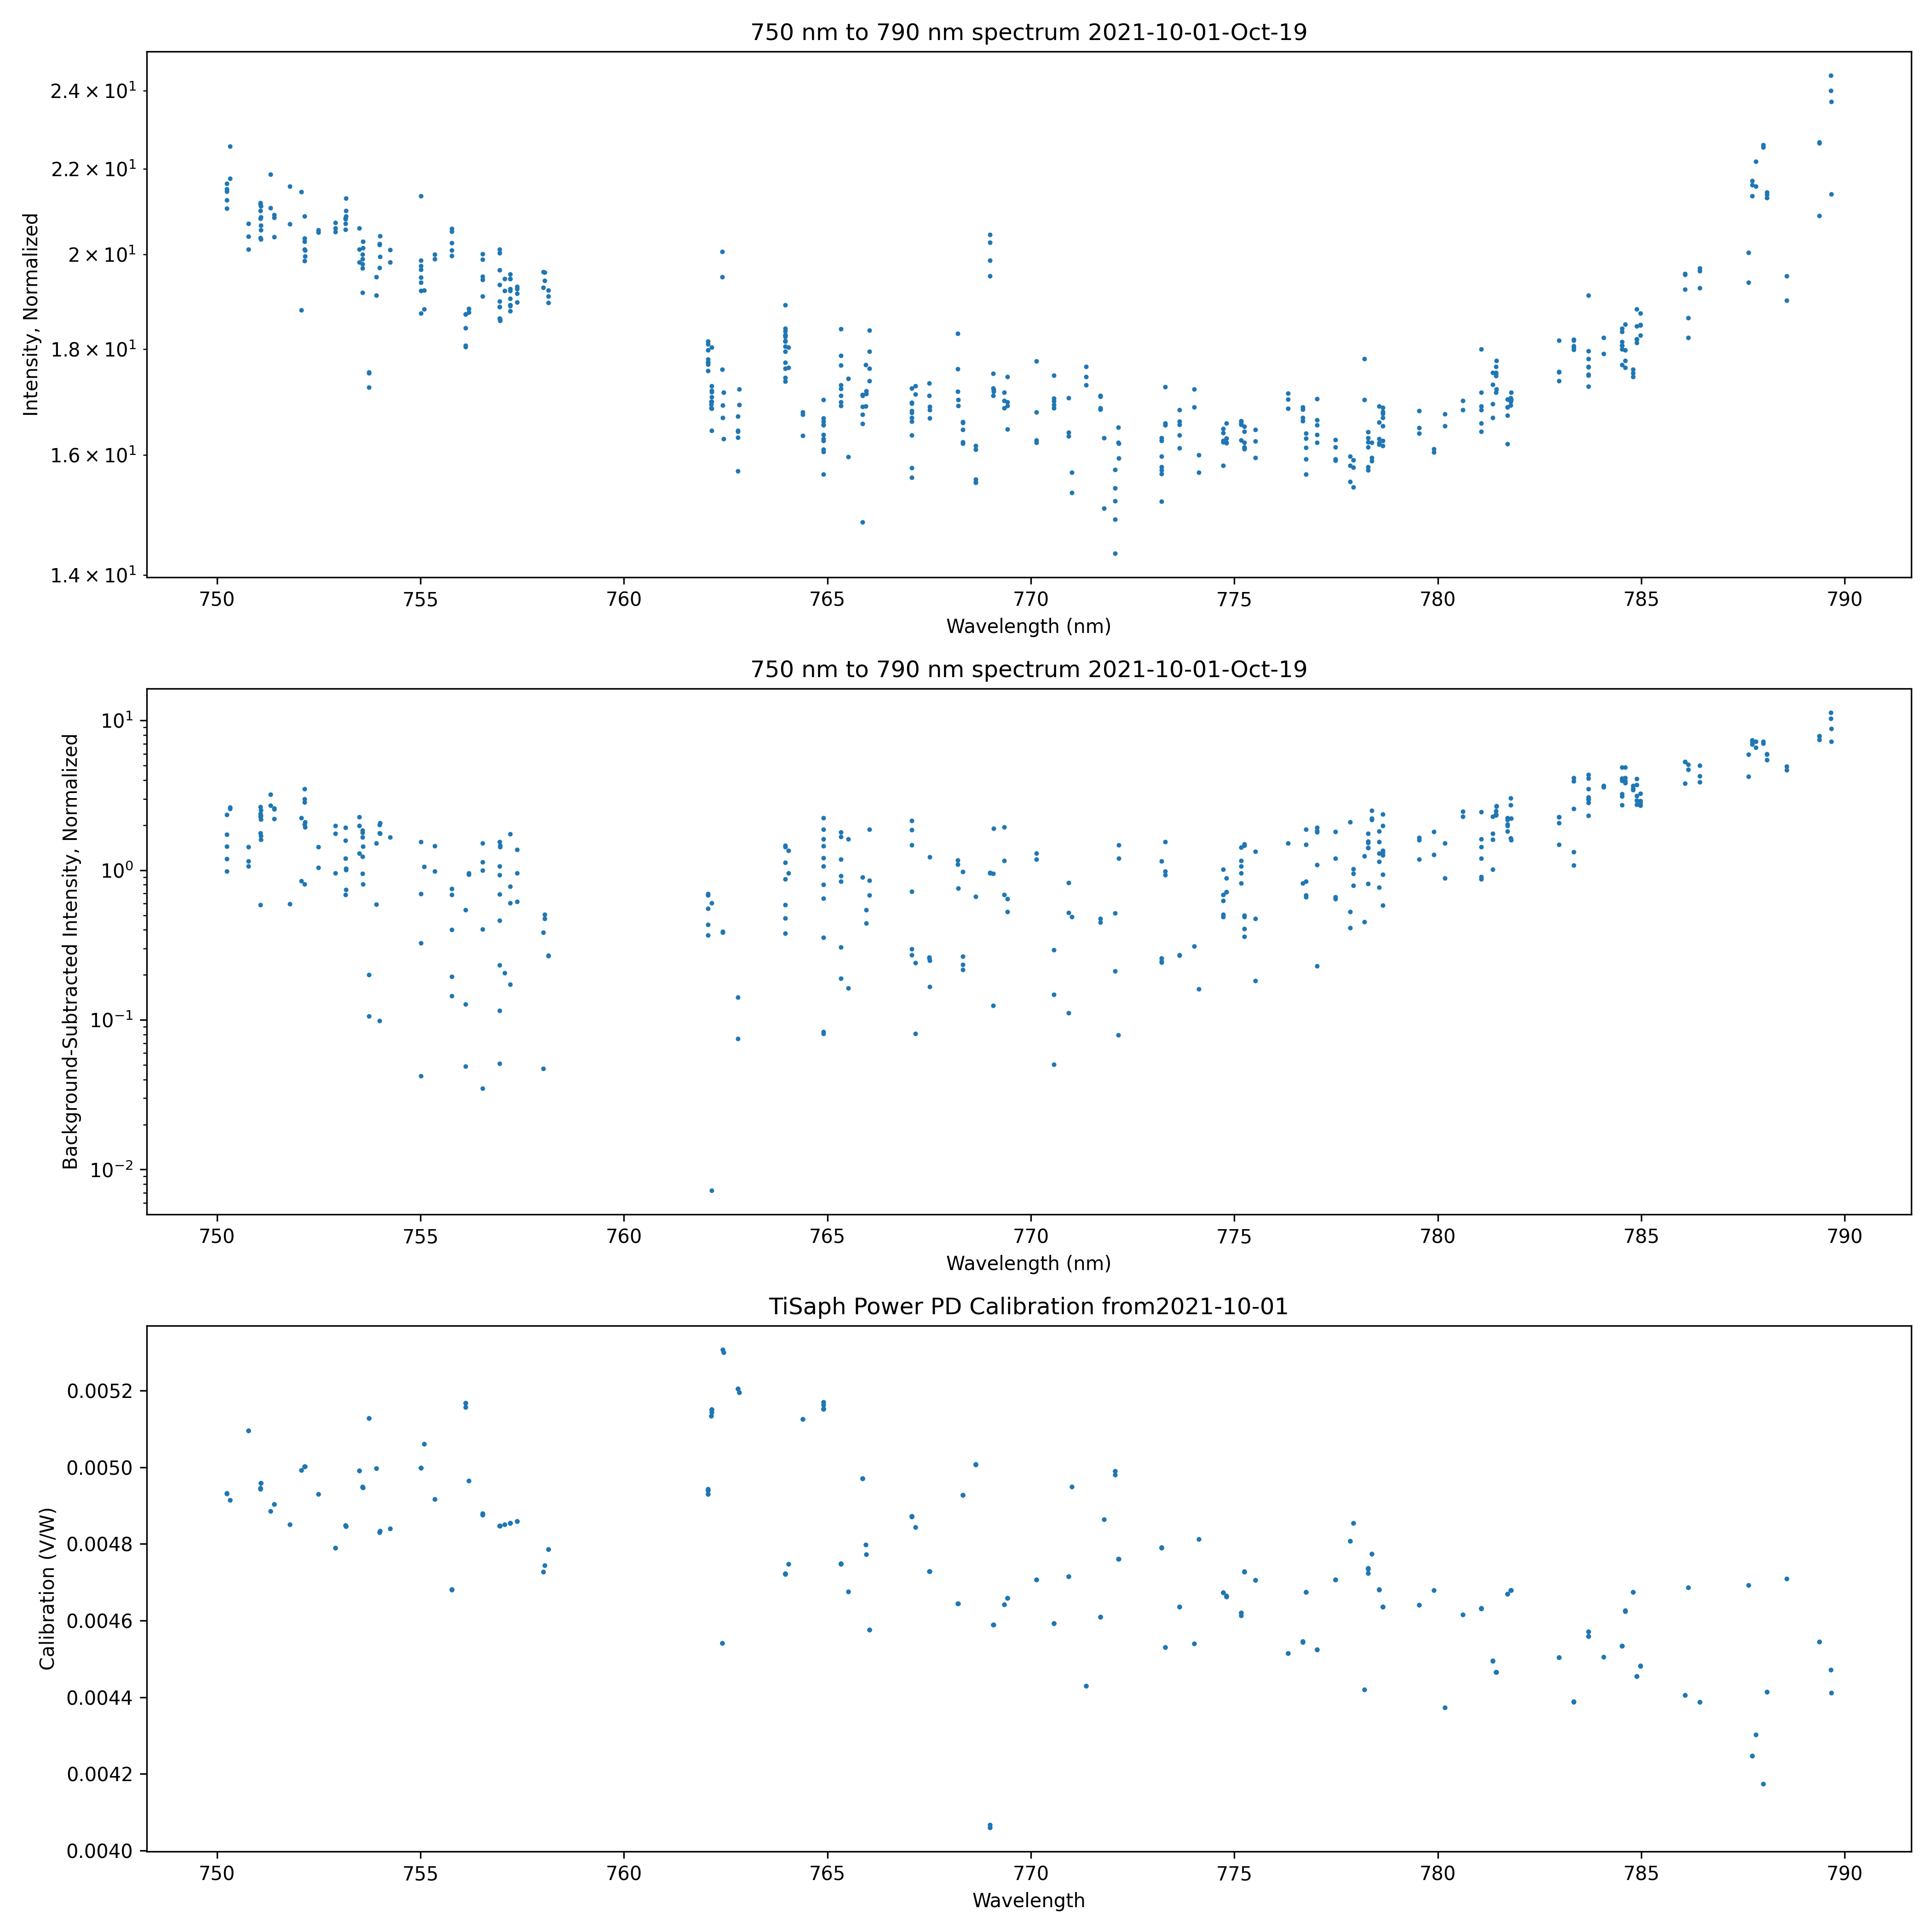 750 nm to 790 nm spectrum 2021-10-01-Oct-19
Intensity, Normalized
2.4 × 10¹
2.2 × 10¹
2 × 10¹
1.8 × 10¹
1.6 × 10¹
1.4 × 10¹
750 755 760 765 770 775 780 785 790
Wavelength (nm)
750 nm to 790 nm spectrum 2021-10-01-Oct-19
Background-Subtracted Intensity, Normalized
10¹
10⁰
10⁻¹
10⁻²
750 755 760 765 770 775 780 785 790
Wavelength (nm)
TiSaph Power PD Calibration from2021-10-01
Calibration (V/W)
0.0052
0.0050
0.0048
0.0046
0.0044
0.0042
0.0040
750 755 760 765 770 775 780 785 790
Wavelength